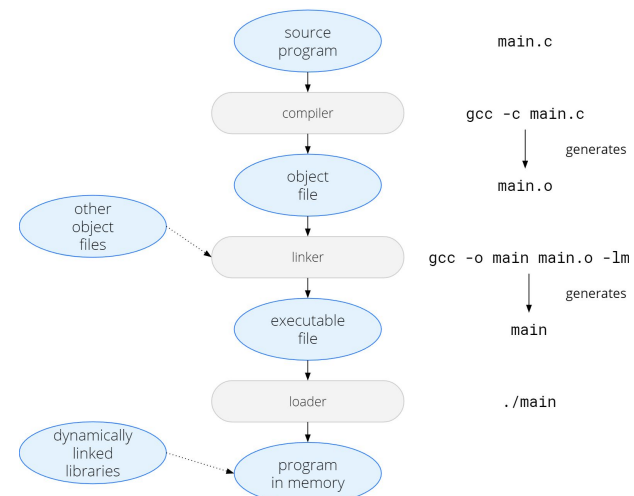 source
program
main.c
compiler
gcc -c main.c
generates
object
file
main.o
other
object
files
linker
gcc -o main main.o -lm
generates
executable
file
main
loader
./main
dynamically
linked
libraries
program
in memory